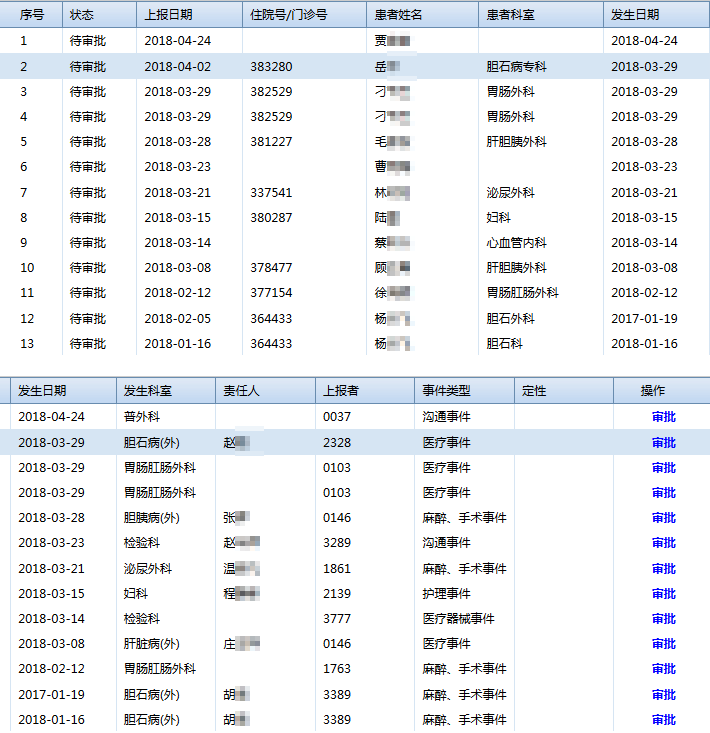 序号 状态 上报日期 住院号/门诊号 患者姓名 患者科室 发生日期
1 待审批 2018-04-24 贾 2018-04-24
2 待审批 2018-04-02 383280 岳 胆石病专科 2018-03-29
3 待审批 2018-03-29 382529 刁 胃肠外科 2018-03-29
4 待审批 2018-03-29 382529 刁 胃肠外科 2018-03-29
5 待审批 2018-03-28 381227 毛 肝胆胰外科 2018-03-28
6 待审批 2018-03-23 曹 2018-03-23
7 待审批 2018-03-21 337541 林 泌尿外科 2018-03-21
8 待审批 2018-03-15 380287 陆 妇科 2018-03-15
9 待审批 2018-03-14 蔡 心血管内科 2018-03-14
10 待审批 2018-03-08 378477 顾 肝胆胰外科 2018-03-08
11 待审批 2018-02-12 377154 徐 胃肠肛肠外科 2018-02-12
12 待审批 2018-02-05 364433 杨 胆石外科 2017-01-19
13 待审批 2018-01-16 364433 杨 胆石科 2018-01-16
发生日期 发生科室 责任人 上报者 事件类型 定性 操作
2018-04-24 普外科 0037 沟通事件 审批
2018-03-29 胆石病(外) 赵 2328 医疗事件 审批
2018-03-29 胃肠肛肠外科 0103 医疗事件 审批
2018-03-29 胃肠肛肠外科 0103 医疗事件 审批
2018-03-28 胆胰病(外) 张 0146 麻醉、手术事件 审批
2018-03-23 检验科 赵 3289 沟通事件 审批
2018-03-21 泌尿外科 温 1861 麻醉、手术事件 审批
2018-03-15 妇科 程 2139 护理事件 审批
2018-03-14 检验科 3777 医疗器械事件 审批
2018-03-08 肝脏病(外) 庄 0146 医疗事件 审批
2018-02-12 胃肠肛肠外科 1763 麻醉、手术事件 审批
2017-01-19 胆石病(外) 胡 3389 麻醉、手术事件 审批
2018-01-16 胆石病(外) 胡 3389 麻醉、手术事件 审批